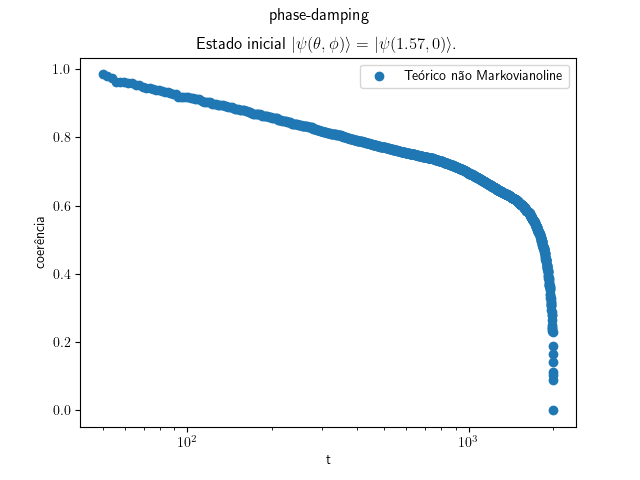 phase-damping
Estado inicial |ψ(θ, ϕ)⟩ = |ψ(1.57, 0)⟩.
Teórico não Markovianoline
1.0
0.8
0.6
0.4
0.2
0.0
coerência
10²
10³
t